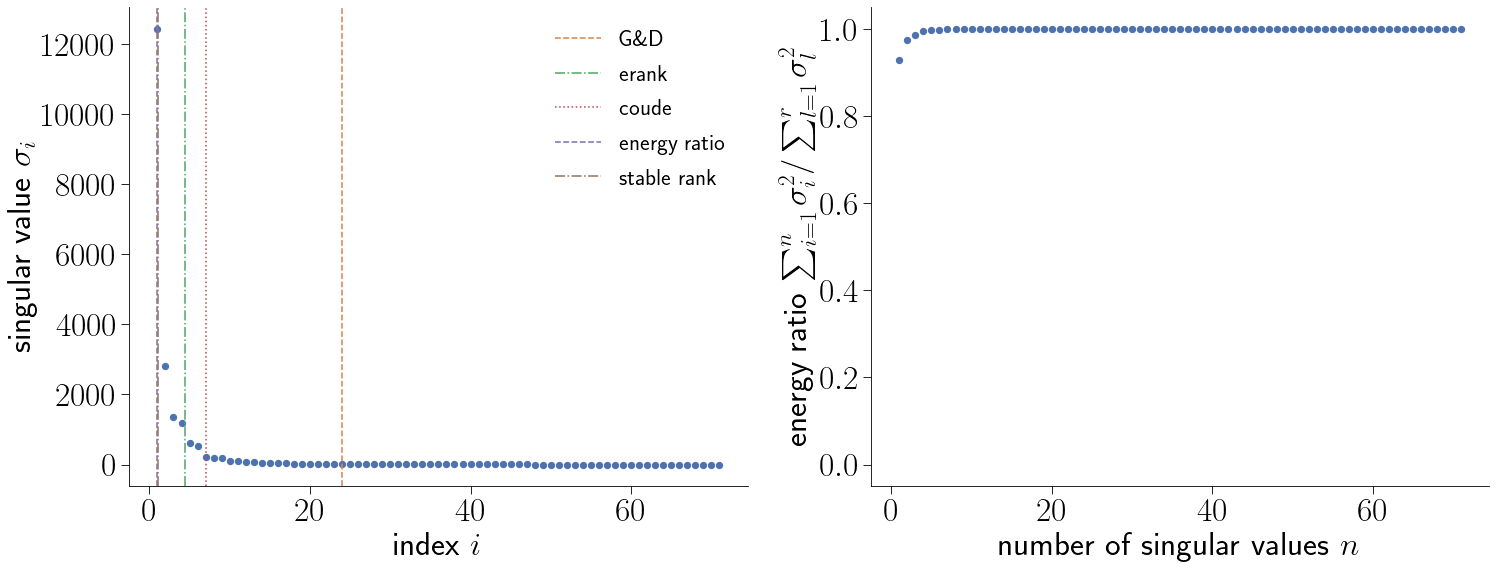 12000
10000
8000
6000
4000
2000
0
singular value σ_i
0 20 40 60
index i
G&D
erank
coude
energy ratio
stable rank
1.0
0.8
0.6
0.4
0.2
0.0
energy ratio ∑_{i=1}^{n} σ_i^2 / ∑_{l=1}^{r} σ_l^2
0 20 40 60
number of singular values n